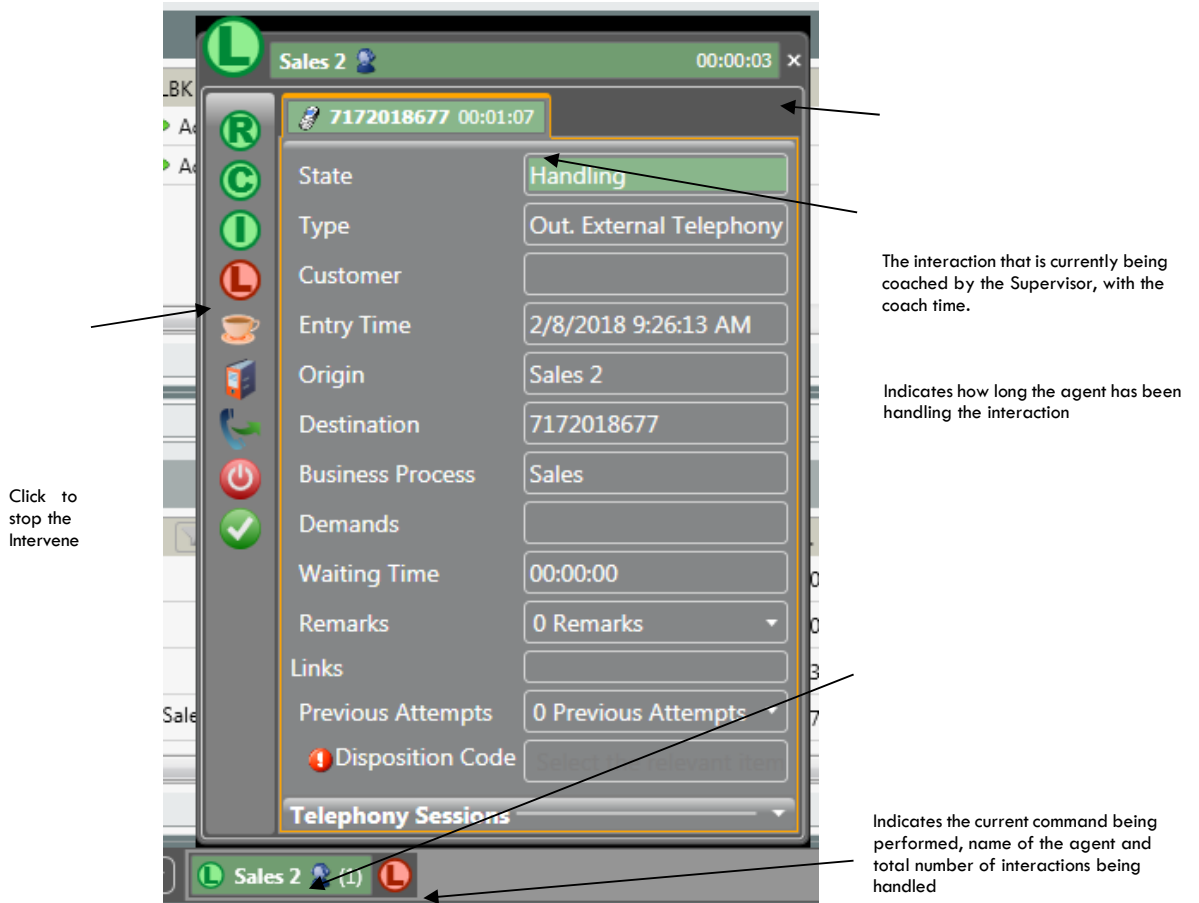 L
Sales 2 00:00:03 ×
LBK
R
C
I
L
7172018677 00:01:07
State Handling
Type Out. External Telephony
Customer
Entry Time 2/8/2018 9:26:13 AM
Origin Sales 2
Destination 7172018677
Business Process Sales
Demands
Waiting Time 00:00:00
Remarks 0 Remarks
Links
Previous Attempts 0 Previous Attempts
Disposition Code Select the relevant item
Telephony Sessions
Sale
L Sales 2 (1) L
Click to
stop the
Intervene
The interaction that is currently being
coached by the Supervisor, with the
coach time.
Indicates how long the agent has been
handling the interaction
Indicates the current command being
performed, name of the agent and
total number of interactions being
handled